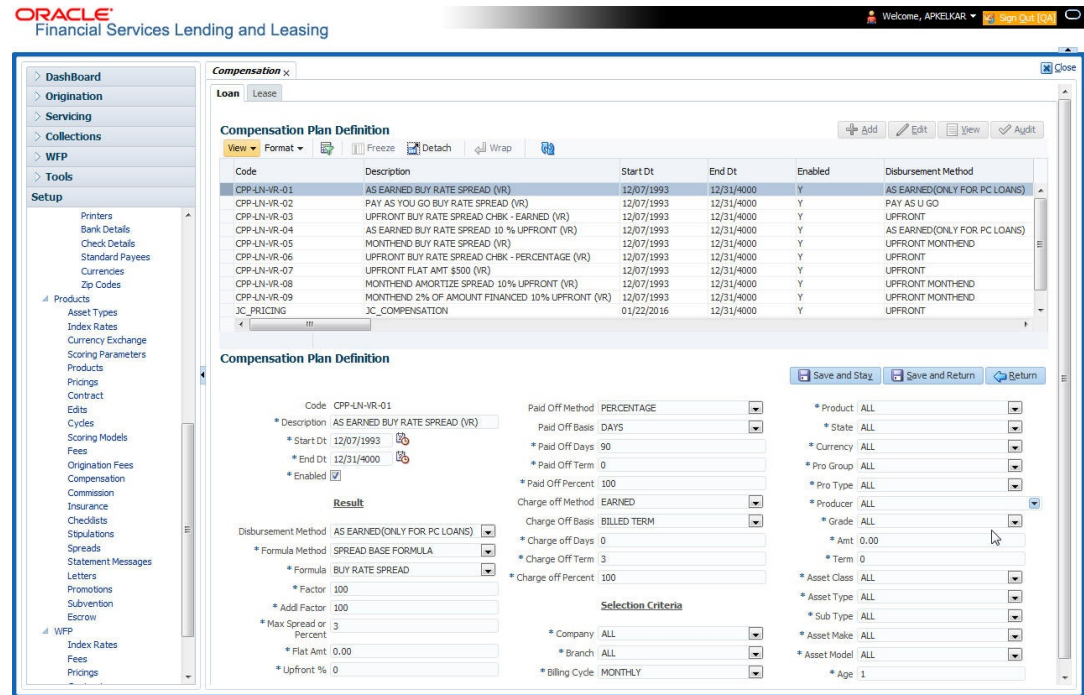 ORACLE®
Financial Services Lending and Leasing
Welcome, APKELKAR
Sign Out [QA]
DashBoard
Origination
Servicing
Collections
WFP
Tools
Setup
Printers
Bank Details
Check Details
Standard Payees
Currencies
Zip Codes
Products
Asset Types
Index Rates
Currency Exchange
Scoring Parameters
Products
Pricings
Contract
Edits
Cycles
Scoring Models
Fees
Origination Fees
Compensation
Commission
Insurance
Checklists
Stipulations
Spreads
Statement Messages
Letters
Promotions
Subvention
Escrow
WFP
Index Rates
Fees
Pricings
Compensation x
Close
Loan Lease
Compensation Plan Definition
Add Edit View Audit
View Format Freeze Detach Wrap
Code Description Start Dt End Dt Enabled Disbursement Method
CPP-LN-VR-01 AS EARNED BUY RATE SPREAD (VR) 12/07/1993 12/31/4000 Y AS EARNED(ONLY FOR PC LOANS)
CPP-LN-VR-02 PAY AS YOU GO BUY RATE SPREAD (VR) 12/07/1993 12/31/4000 Y PAY AS U GO
CPP-LN-VR-03 UPFRONT BUY RATE SPREAD CHBK - EARNED (VR) 12/07/1993 12/31/4000 Y UPFRONT
CPP-LN-VR-04 AS EARNED BUY RATE SPREAD 10 % UPFRONT (VR) 12/07/1993 12/31/4000 Y AS EARNED(ONLY FOR PC LOANS)
CPP-LN-VR-05 MONTHEND BUY RATE SPREAD (VR) 12/07/1993 12/31/4000 Y UPFRONT MONTHEND
CPP-LN-VR-06 UPFRONT BUY RATE SPREAD CHBK - PERCENTAGE (VR) 12/07/1993 12/31/4000 Y UPFRONT
CPP-LN-VR-07 UPFRONT FLAT AMT $500 (VR) 12/07/1993 12/31/4000 Y UPFRONT
CPP-LN-VR-08 MONTHEND AMORTIZE SPREAD 10% UPFRONT (VR) 12/07/1993 12/31/4000 Y UPFRONT MONTHEND
CPP-LN-VR-09 MONTHEND 2% OF AMOUNT FINANCED 10% UPFRONT (VR) 12/07/1993 12/31/4000 Y UPFRONT MONTHEND
JC_PRICING JC_COMPENSATION 01/22/2016 12/31/4000 Y UPFRONT
Compensation Plan Definition
Save and Stay Save and Return Return
Code CPP-LN-VR-01
* Description AS EARNED BUY RATE SPREAD (VR)
* Start Dt 12/07/1993
* End Dt 12/31/4000
* Enabled
Result
Disbursement Method AS EARNED(ONLY FOR PC LOANS)
* Formula Method SPREAD BASE FORMULA
* Formula BUY RATE SPREAD
* Factor 100
* Addl Factor 100
* Max Spread or Percent 3
* Flat Amt 0.00
* Upfront % 0
Paid Off Method PERCENTAGE
Paid Off Basis DAYS
* Paid Off Days 90
* Paid Off Term 0
* Paid Off Percent 100
Charge off Method EARNED
Charge Off Basis BILLED TERM
* Charge off Days 0
* Charge Off Term 3
* Charge off Percent 100
Selection Criteria
* Company ALL
* Branch ALL
* Billing Cycle MONTHLY
* Product ALL
* State ALL
* Currency ALL
* Pro Group ALL
* Pro Type ALL
* Producer ALL
* Grade ALL
* Amt 0.00
* Term 0
* Asset Class ALL
* Asset Type ALL
* Sub Type ALL
* Asset Make ALL
* Asset Model ALL
* Age 1